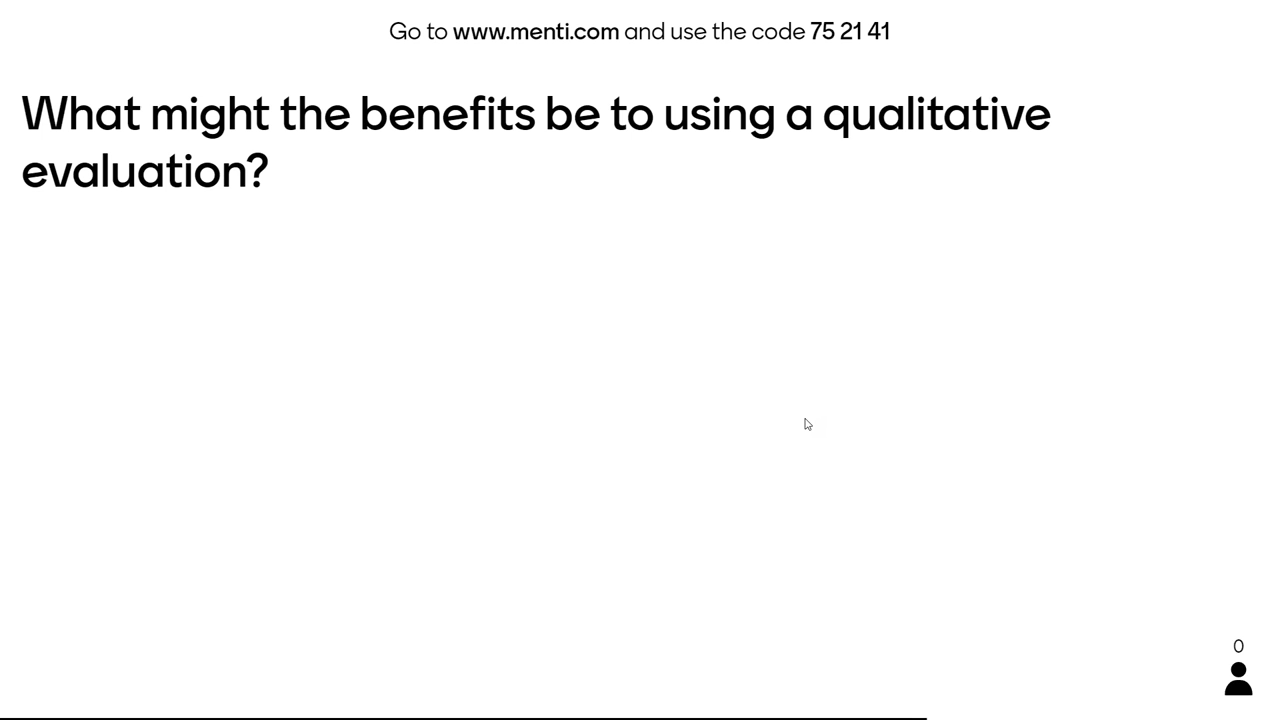 Go to www.menti.com and use the code 75 21 41
What might the benefits be to using a qualitative
evaluation?
0